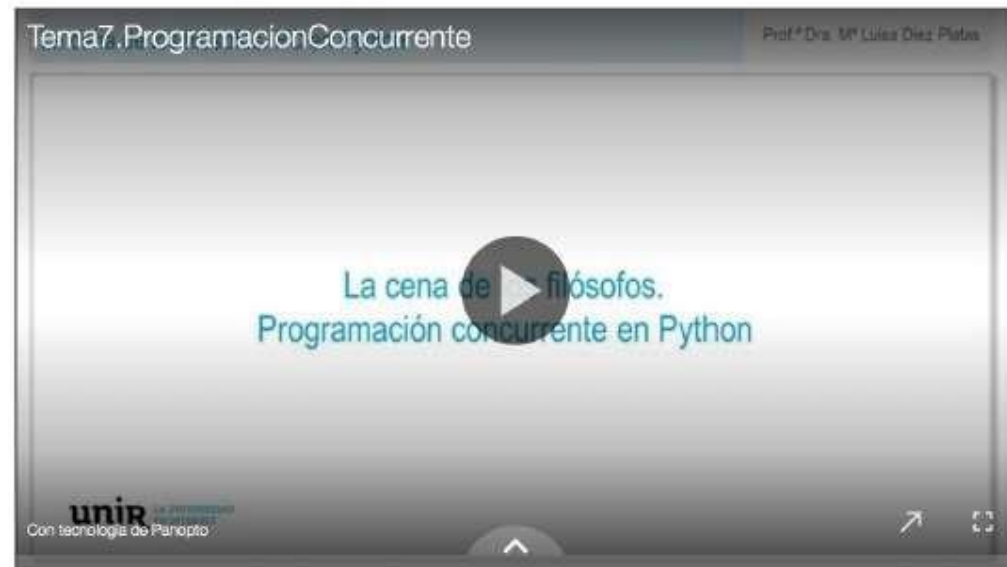 Tema7.ProgramacionConcurrente
Prof.ª Dra. Mª Luisa Diez Platas
La cena de filósofos.
Programación concurrente en Python
unir
Con tecnología de Panopto